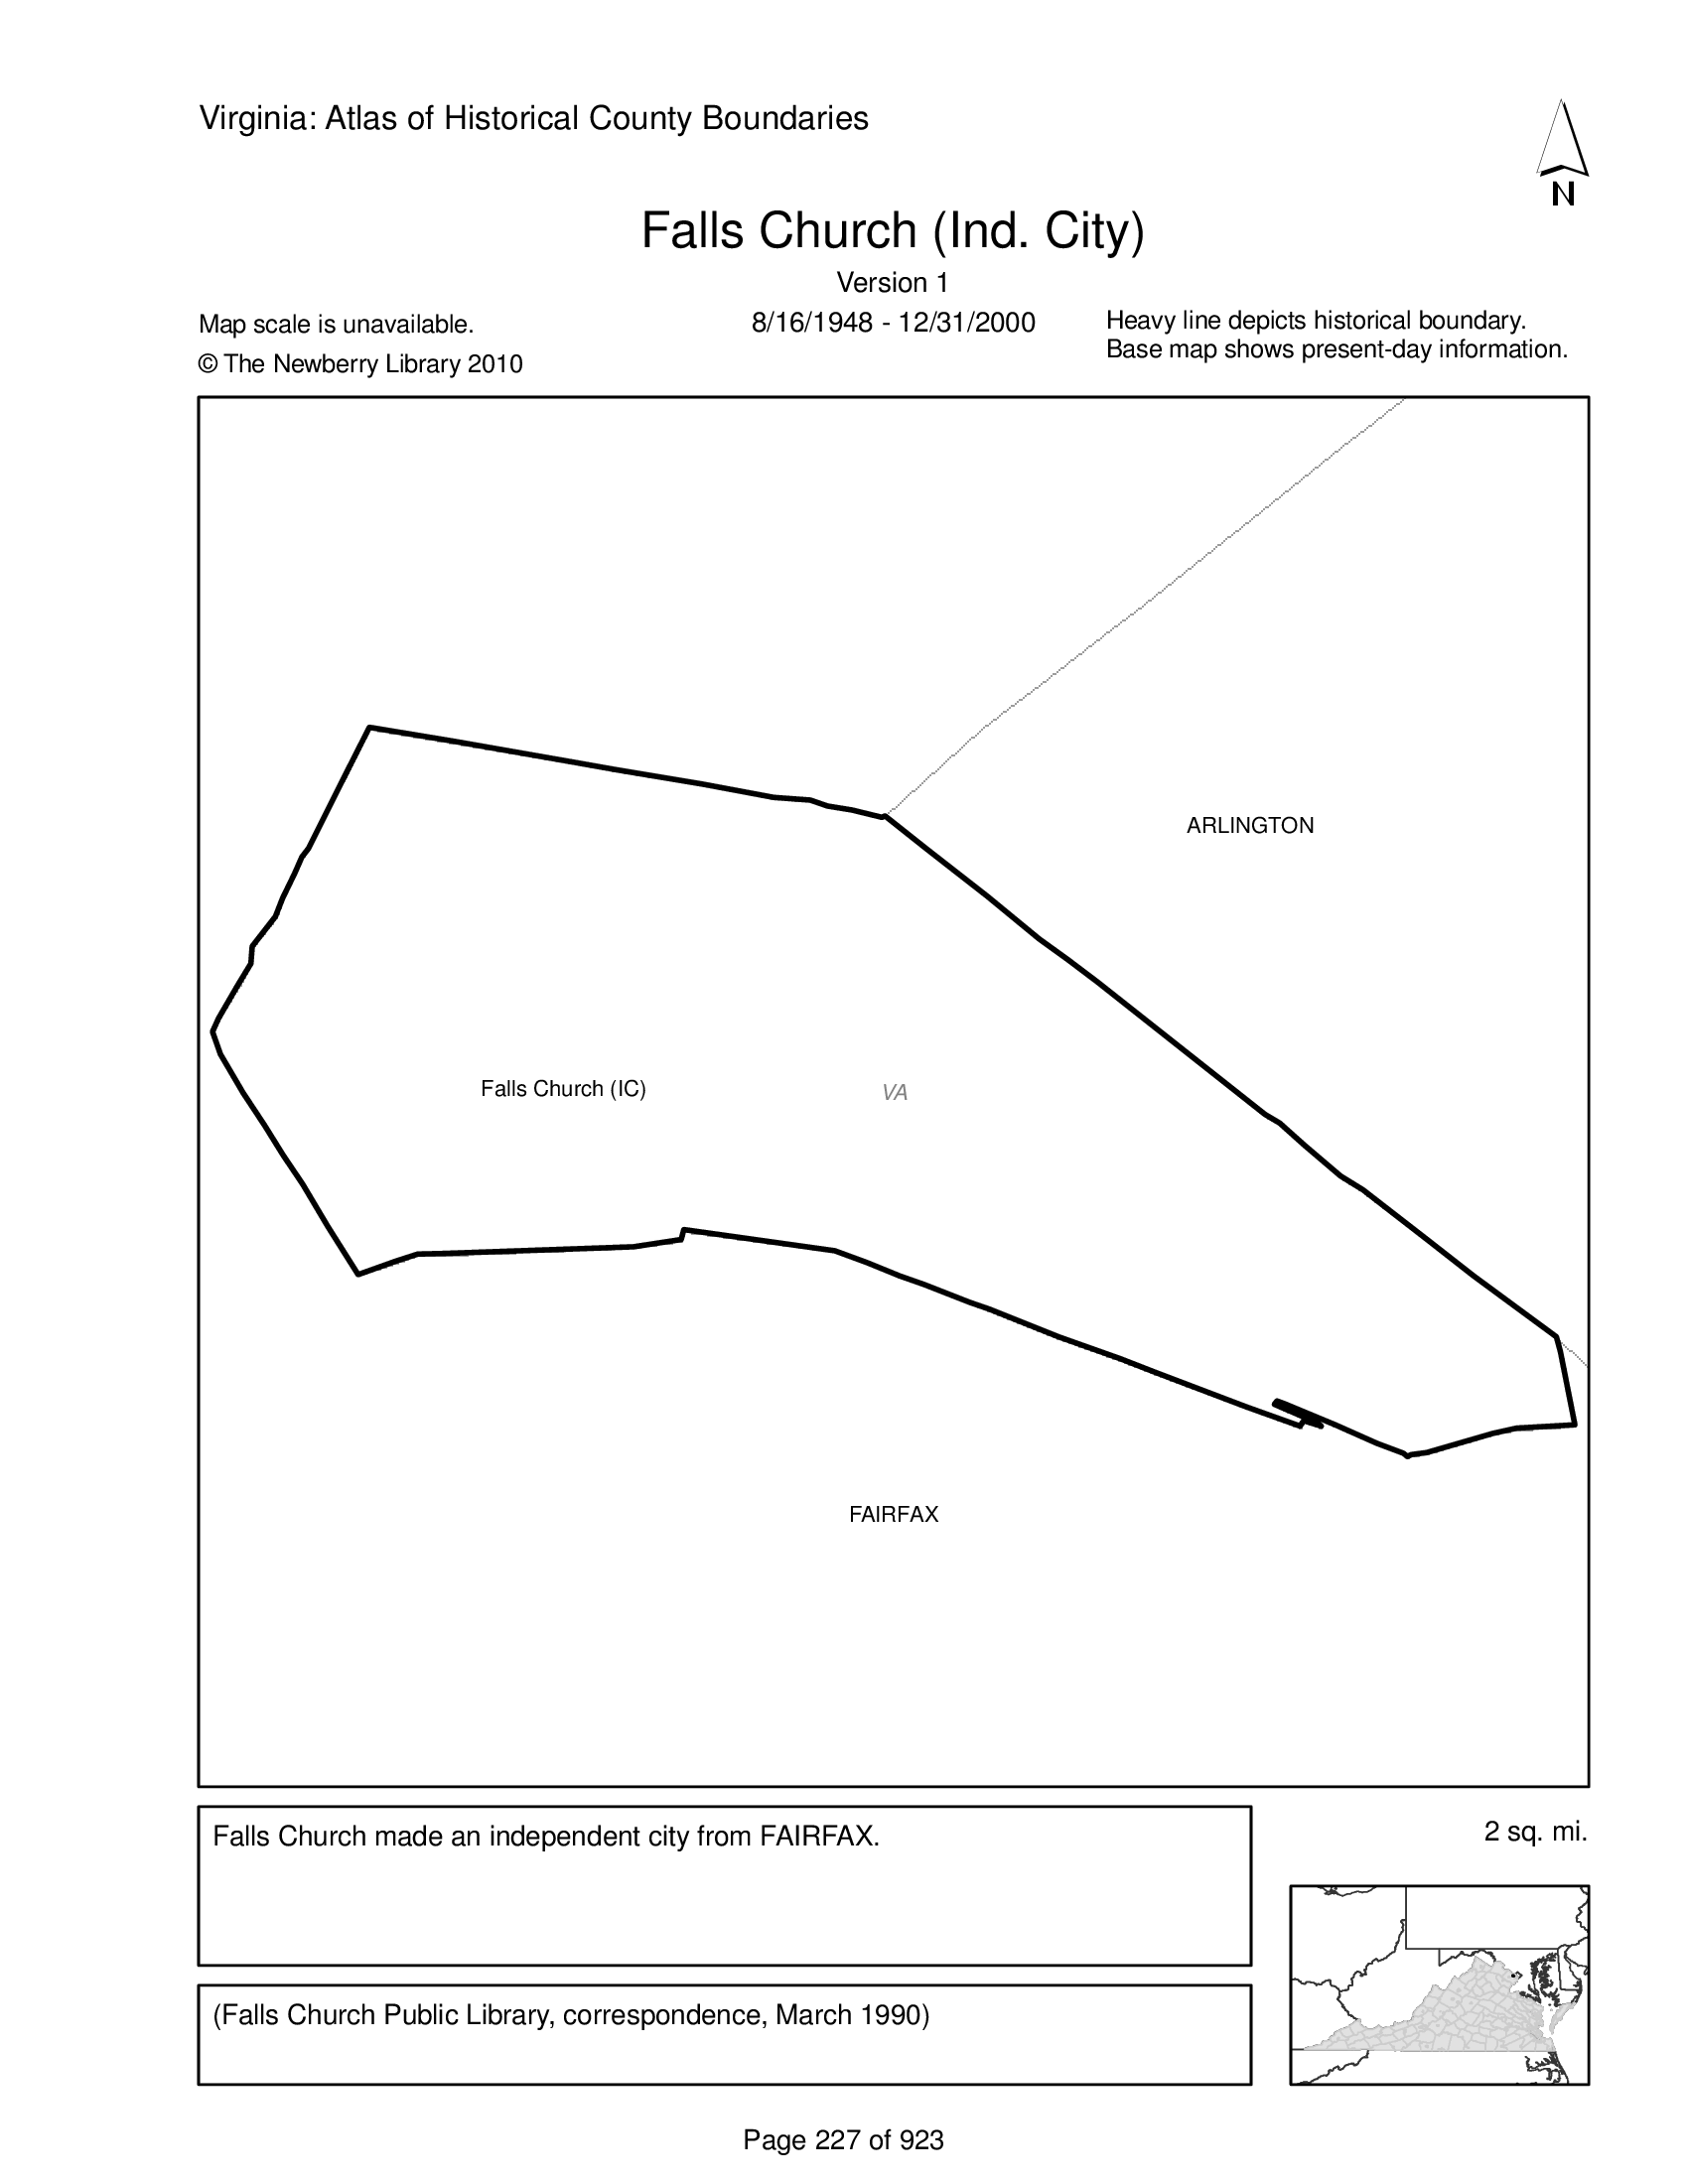 Virginia: Atlas of Historical County Boundaries
N
Falls Church (Ind. City)
Version 1
8/16/1948 - 12/31/2000
Map scale is unavailable.
© The Newberry Library 2010
Heavy line depicts historical boundary.
Base map shows present-day information.
ARLINGTON
Falls Church (IC)
VA
FAIRFAX
Falls Church made an independent city from FAIRFAX.
2 sq. mi.
(Falls Church Public Library, correspondence, March 1990)
Page 227 of 923